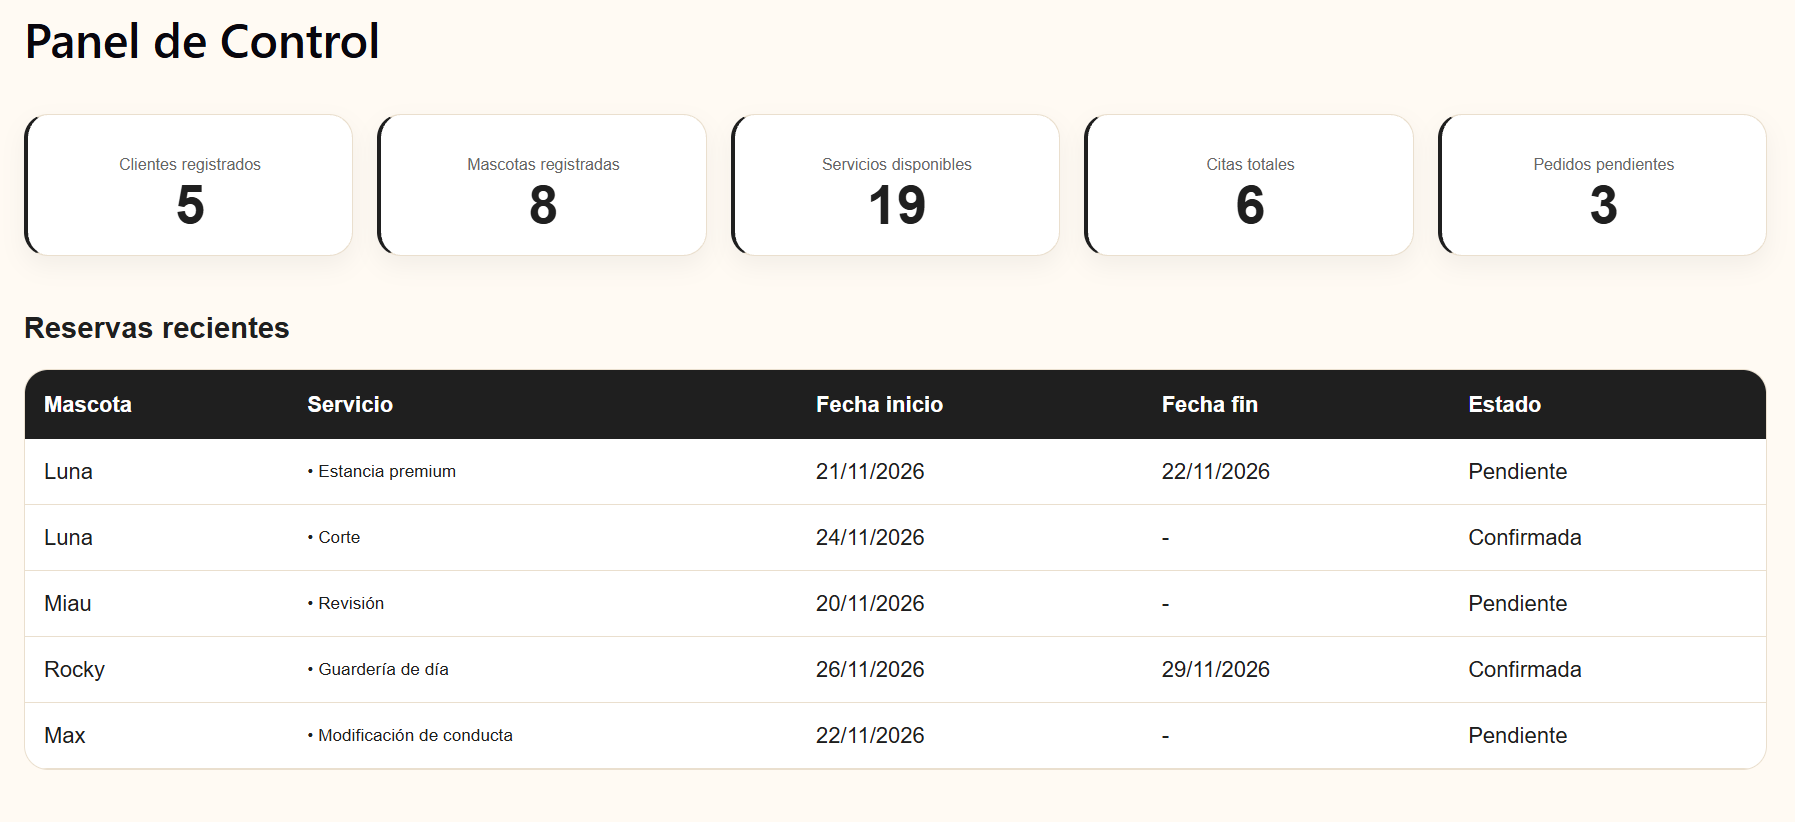 Panel de Control
Clientes registrados
5
Mascotas registradas
8
Servicios disponibles
19
Citas totales
6
Pedidos pendientes
3
Reservas recientes
Mascota Servicio Fecha inicio Fecha fin Estado
Luna • Estancia premium 21/11/2026 22/11/2026 Pendiente
Luna • Corte 24/11/2026 - Confirmada
Miau • Revisión 20/11/2026 - Pendiente
Rocky • Guardería de día 26/11/2026 29/11/2026 Confirmada
Max • Modificación de conducta 22/11/2026 - Pendiente